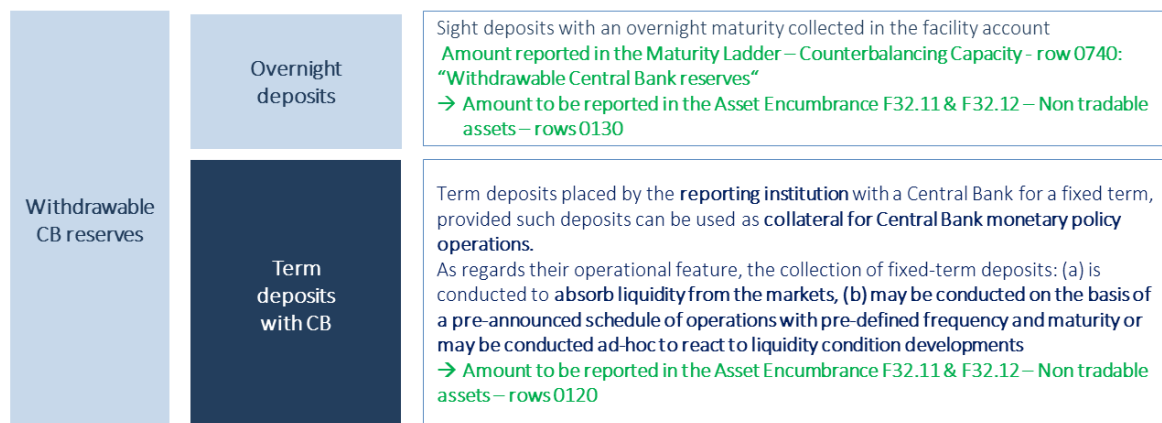 Withdrawable
CB reserves
Overnight
deposits
Sight deposits with an overnight maturity collected in the facility account
Amount reported in the Maturity Ladder – Counterbalancing Capacity - row 0740:
“Withdrawable Central Bank reserves“
→ Amount to be reported in the Asset Encumbrance F32.11 & F32.12 – Non tradable
assets – rows 0130
Term
deposits
with CB
Term deposits placed by the reporting institution with a Central Bank for a fixed term,
provided such deposits can be used as collateral for Central Bank monetary policy
operations.
As regards their operational feature, the collection of fixed-term deposits: (a) is
conducted to absorb liquidity from the markets, (b) may be conducted on the basis of
a pre-announced schedule of operations with pre-defined frequency and maturity or
may be conducted ad-hoc to react to liquidity condition developments
→ Amount to be reported in the Asset Encumbrance F32.11 & F32.12 – Non tradable
assets – rows 0120